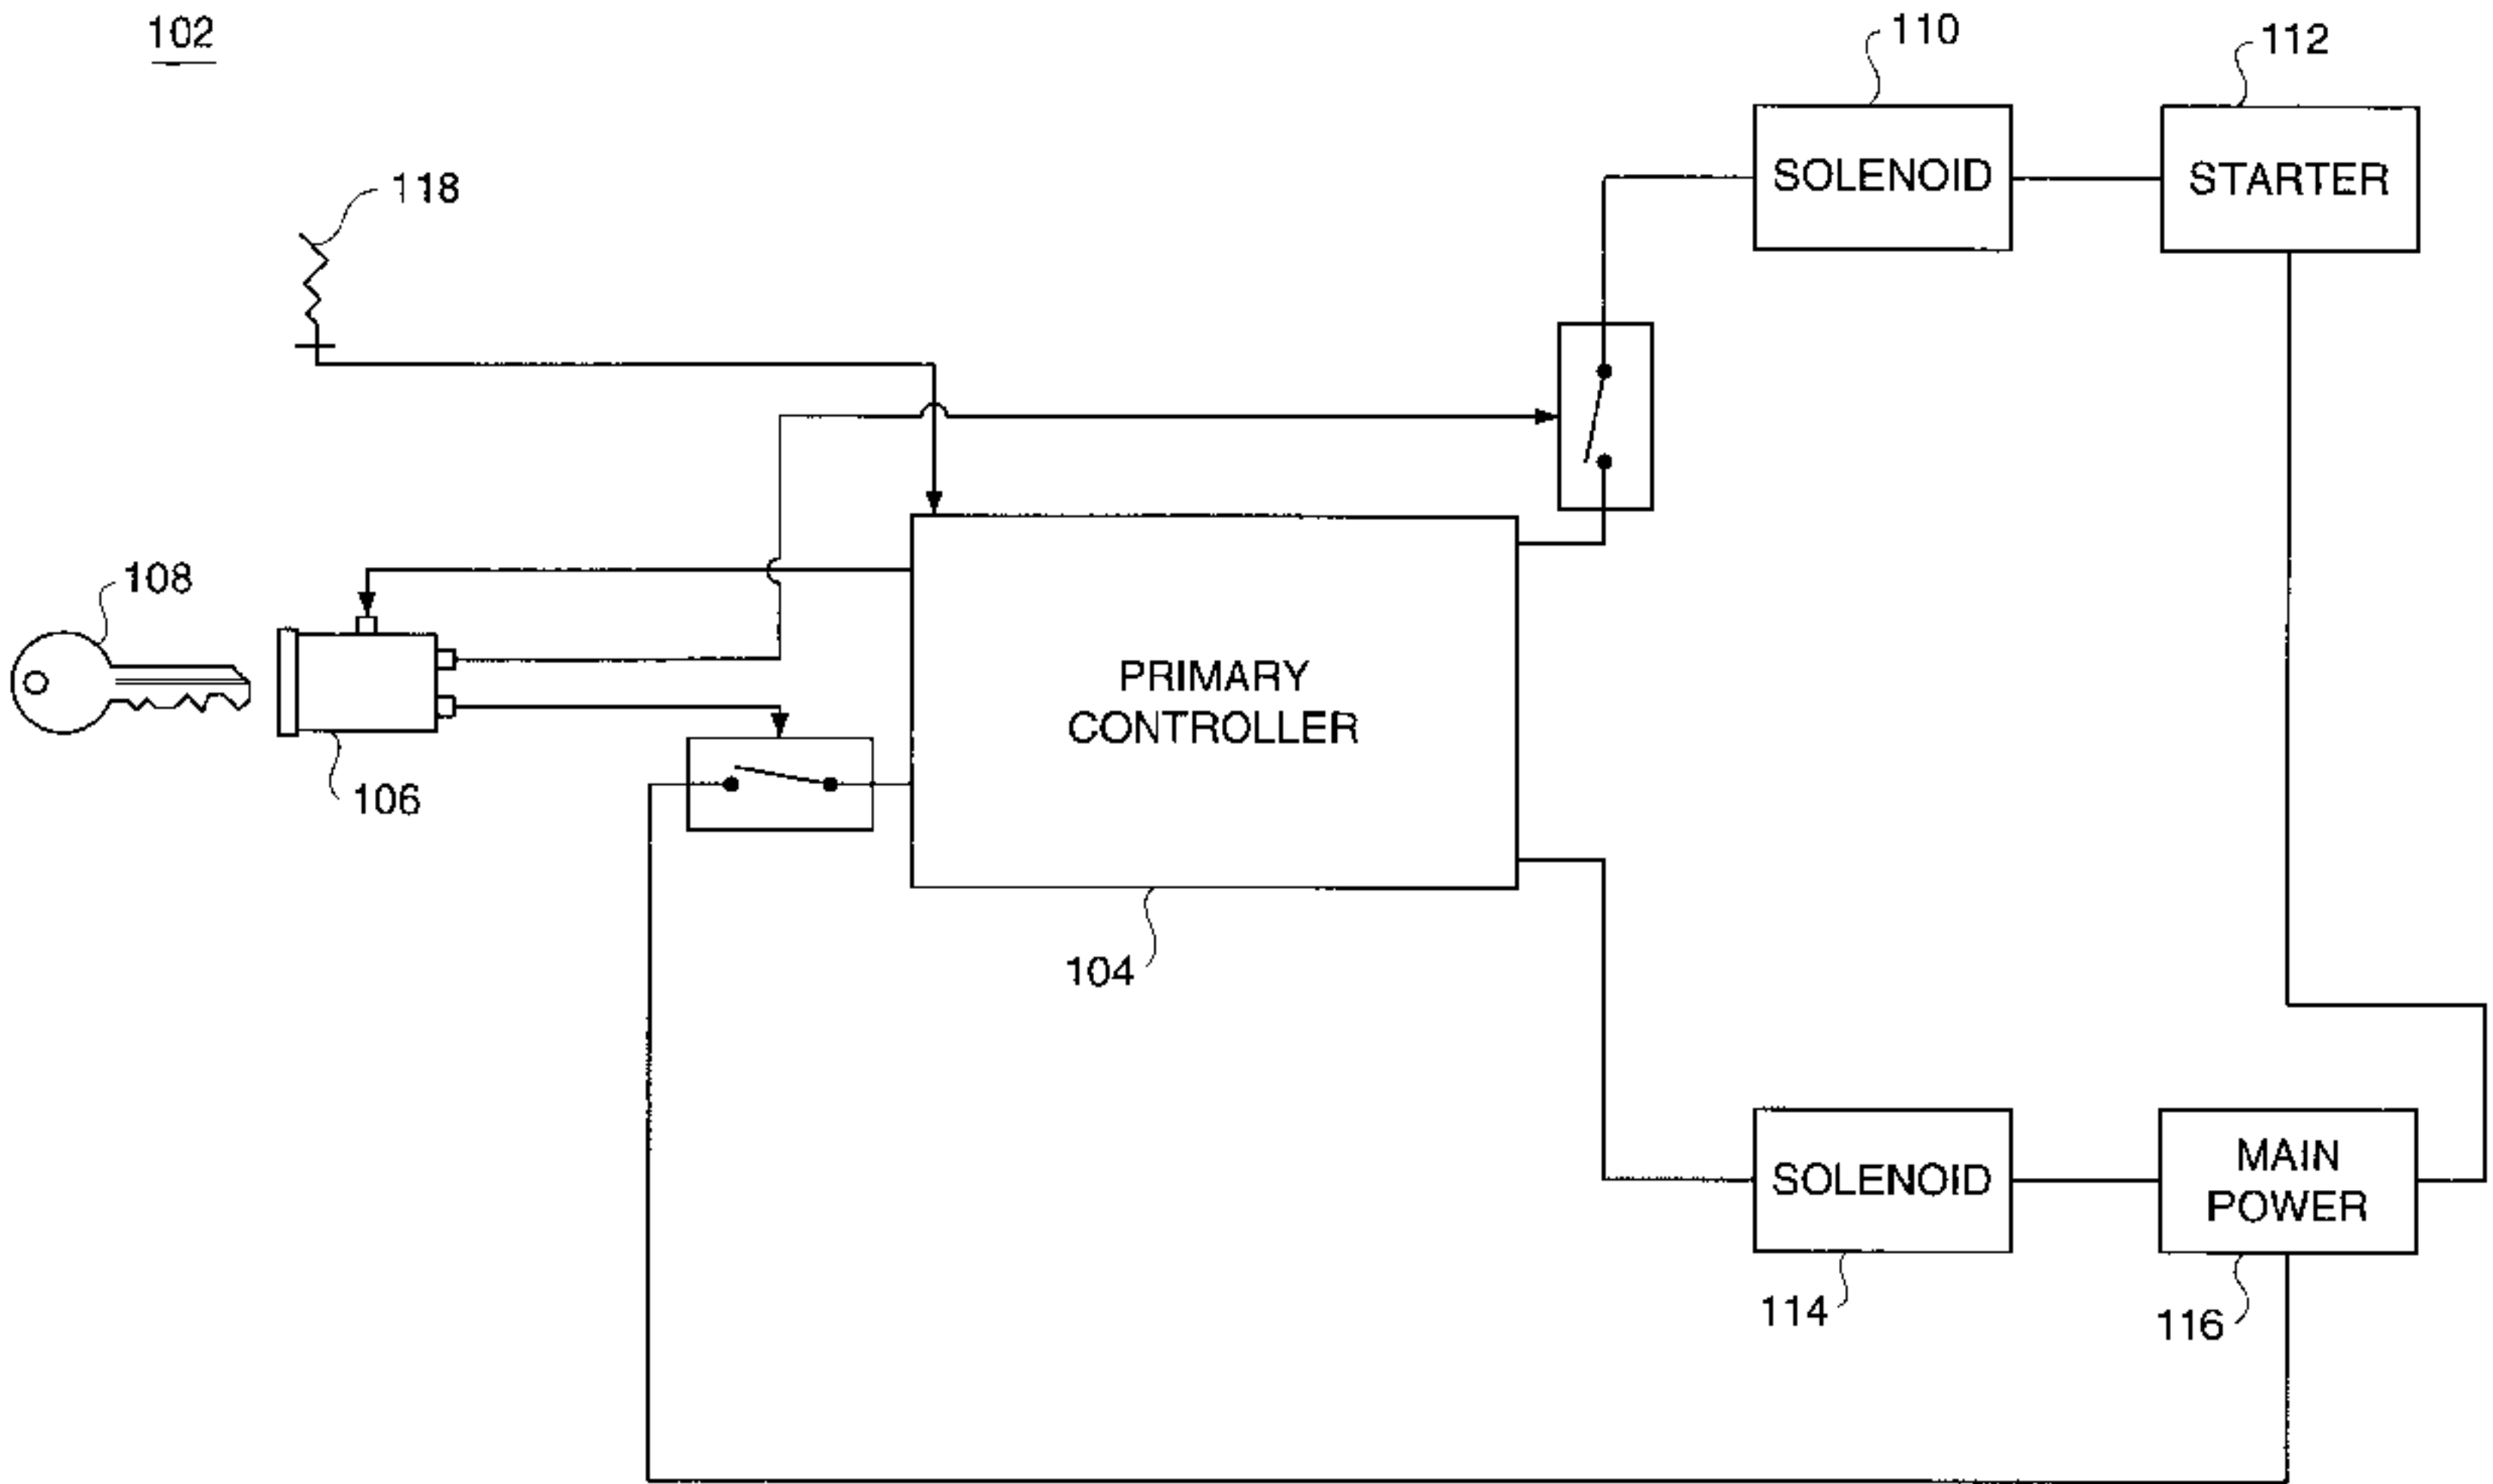 102
110
112
SOLENOID
STARTER
118
108
PRIMARY
CONTROLLER
106
104
SOLENOID
MAIN
POWER
114
116